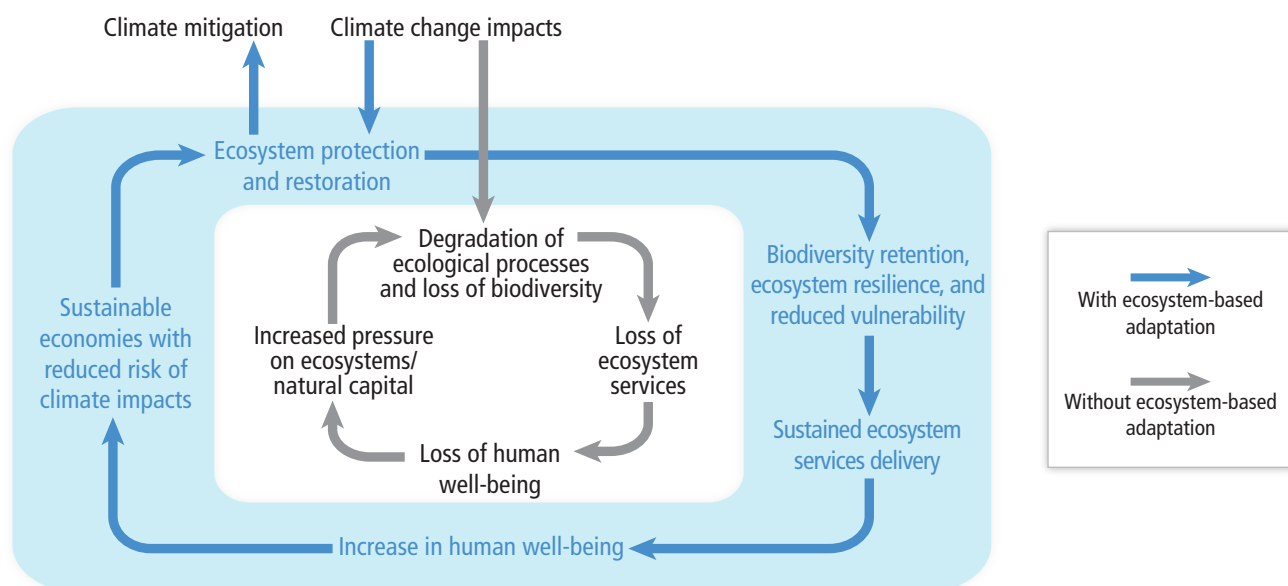 Climate mitigation
Climate change impacts
Ecosystem protection
and restoration
Degradation of
ecological processes
and loss of biodiversity
Biodiversity retention,
ecosystem resilience, and
reduced vulnerability
Sustainable
economies with
reduced risk of
climate impacts
Increased pressure
on ecosystems/
natural capital
Loss of
ecosystem
services
Loss of human
well-being
Sustained ecosystem
services delivery
Increase in human well-being
With ecosystem-based
adaptation
Without ecosystem-based
adaptation